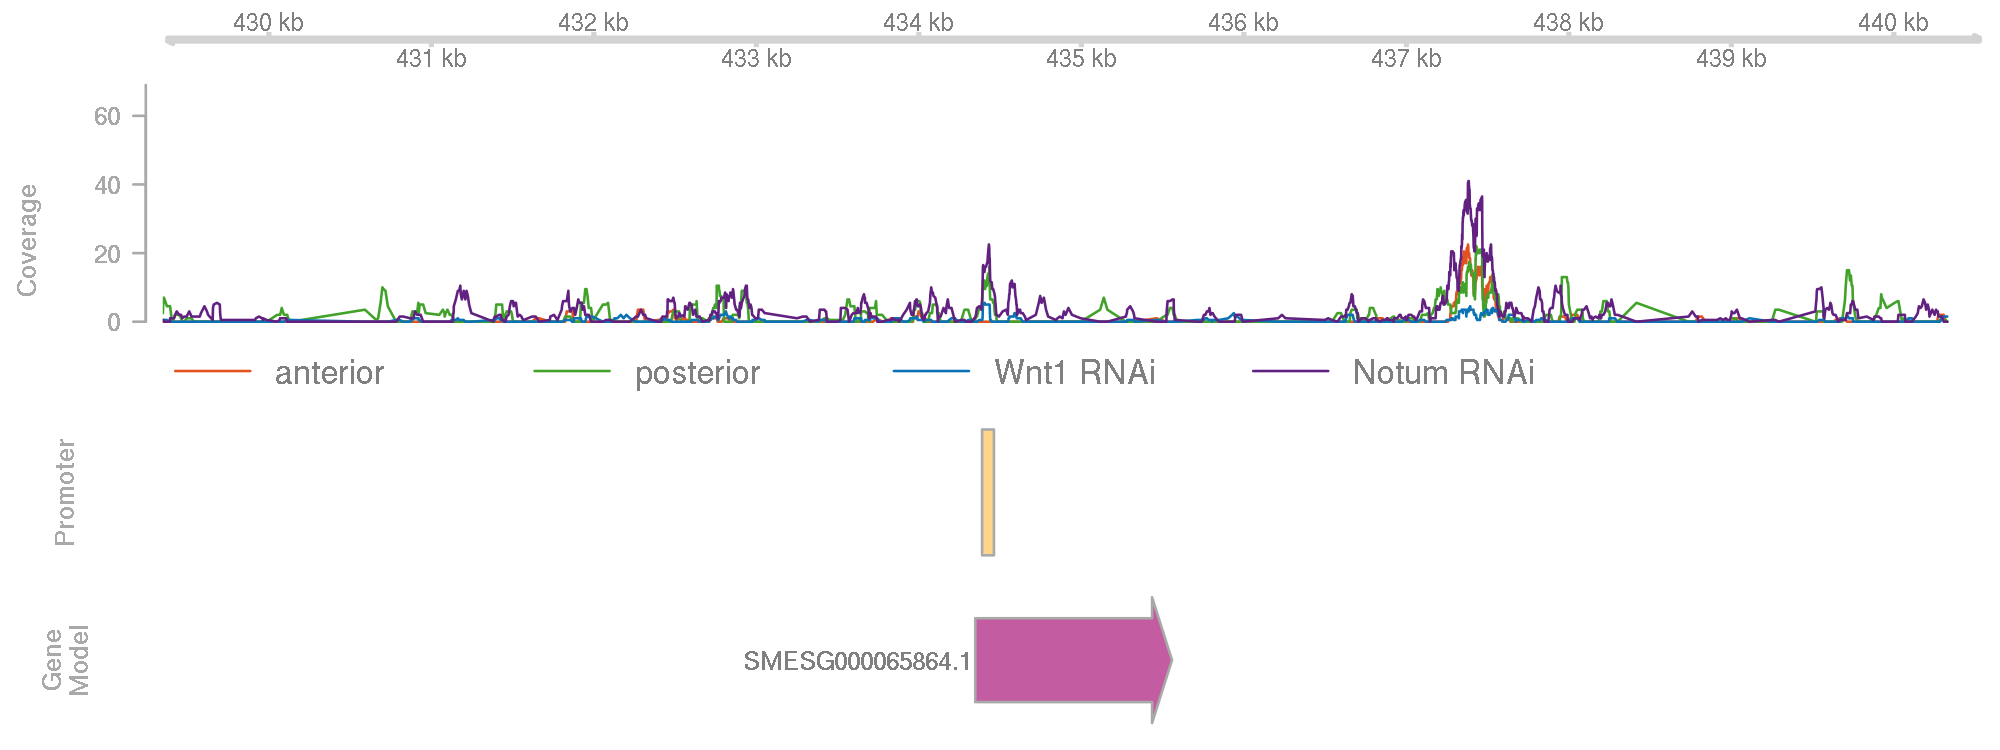 430 kb 432 kb 434 kb 436 kb 438 kb 440 kb
431 kb 433 kb 435 kb 437 kb 439 kb
Coverage
60
40
20
0
anterior posterior Wnt1 RNAi Notum RNAi
Promoter
Gene
Model
SMESG000065864.1